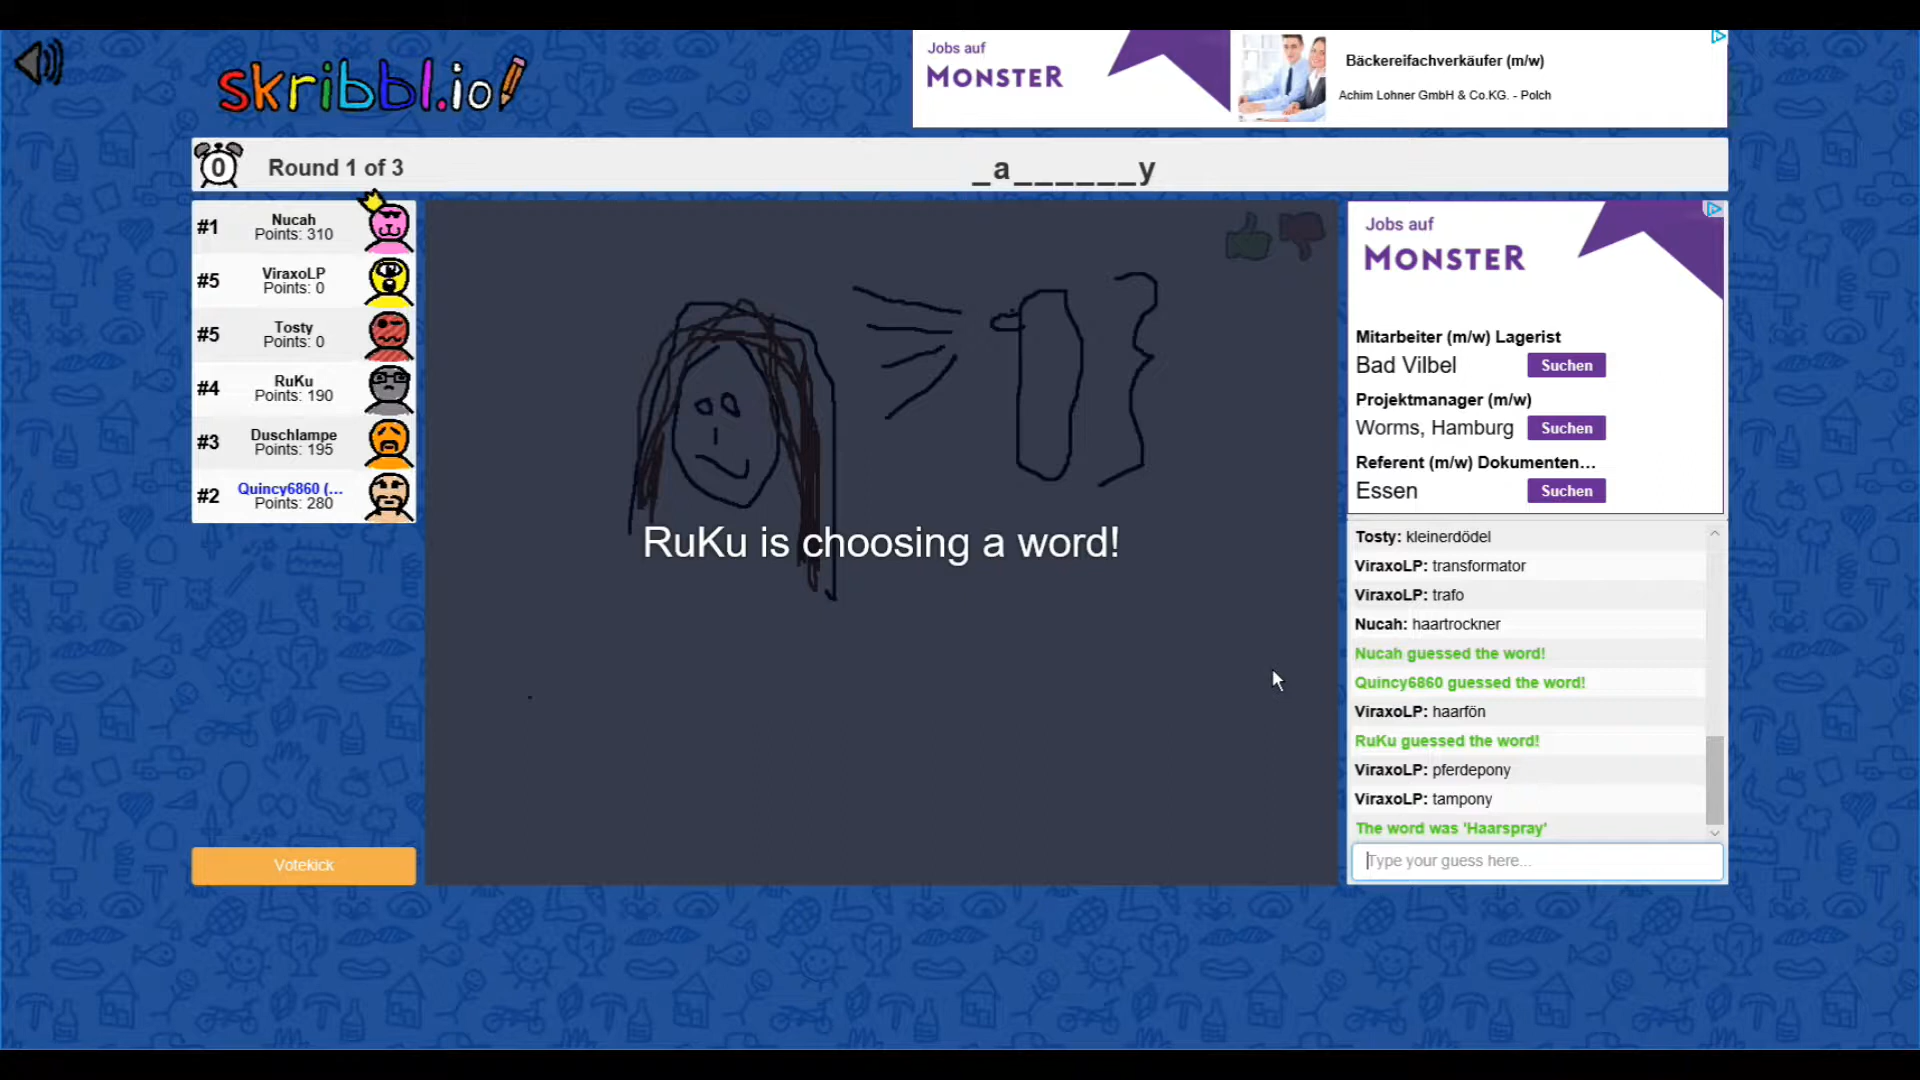 skribbl.io
Jobs auf
MONSTER
Bäckereifachverkäufer (m/w)
Achim Lohner GmbH & Co.KG. - Polch
0
Round 1 of 3
_a______y
#1
Nucah
Points: 310
#5
ViraxoLP
Points: 0
#5
Tosty
Points: 0
#4
RuKu
Points: 190
#3
Duschlampe
Points: 195
#2
Quincy6860 (...
Points: 280
RuKu is choosing a word!
Votekick
Jobs auf
MONSTER
Mitarbeiter (m/w) Lagerist
Bad Vilbel
Suchen
Projektmanager (m/w)
Worms, Hamburg
Suchen
Referent (m/w) Dokumenten...
Essen
Suchen
Tosty: kleinerdödel
ViraxoLP: transformator
ViraxoLP: trafo
Nucah: haartrockner
Nucah guessed the word!
Quincy6860 guessed the word!
ViraxoLP: haarfön
RuKu guessed the word!
ViraxoLP: pferdepony
ViraxoLP: tampony
The word was 'Haarspray'
Type your guess here...